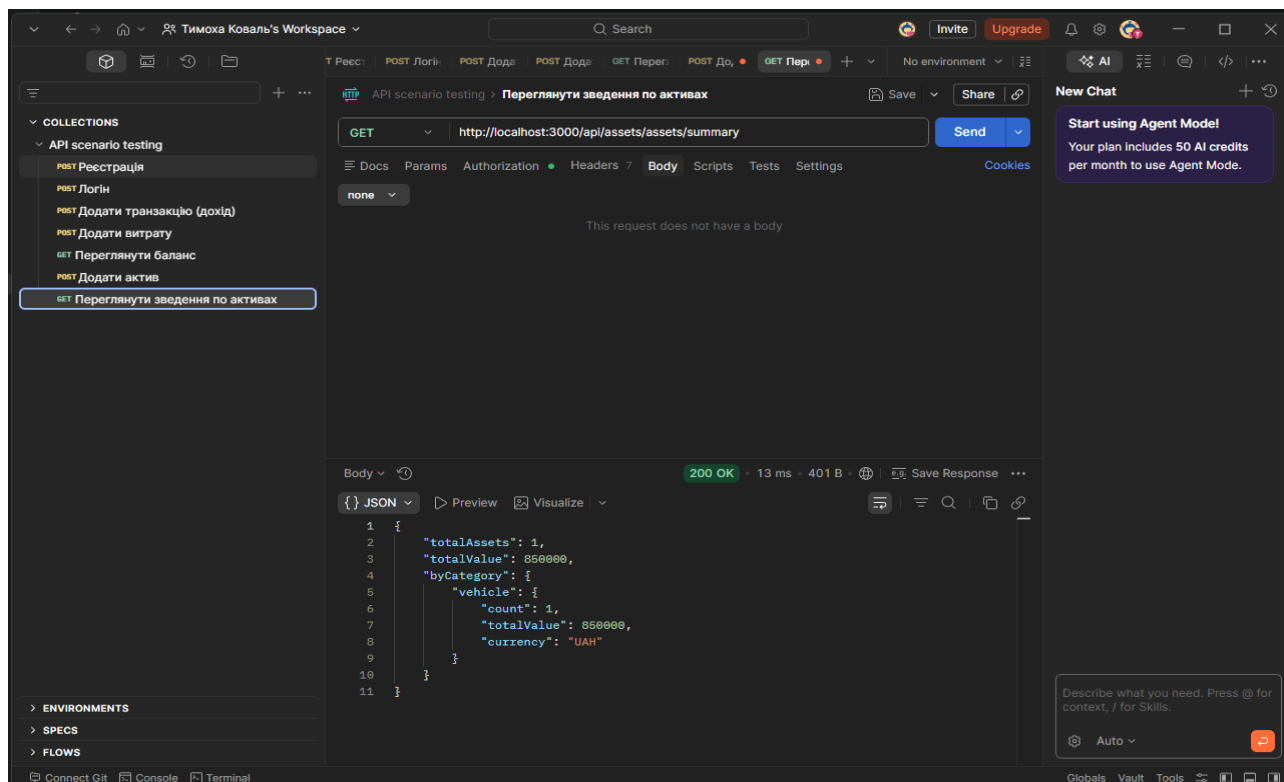 Тимоха Коваль's Workspace
Search
Invite
Upgrade
T Реєст
POST Логін
POST Дода
POST Дода
GET Перег
POST До,
GET Пер
No environment
AI
COLLECTIONS
API scenario testing
POST Реєстрація
POST Логін
POST Додати транзакцію (дохід)
POST Додати витрату
GET Переглянути баланс
POST Додати актив
GET Переглянути зведення по активах
ENVIRONMENTS
SPECS
FLOWS
HTTP API scenario testing > Переглянути зведення по активах
Save
Share
GET http://localhost:3000/api/assets/assets/summary
Send
Docs Params Authorization Headers 7 Body Scripts Tests Settings
Cookies
none
This request does not have a body
Body
200 OK • 13 ms • 401 B
e.g. Save Response
{} JSON
Preview
Visualize
1 {
2 "totalAssets": 1,
3 "totalValue": 850000,
4 "byCategory": {
5 "vehicle": {
6 "count": 1,
7 "totalValue": 850000,
8 "currency": "UAH"
9 }
10 }
11 }
New Chat
Start using Agent Mode!
Your plan includes 50 AI credits
per month to use Agent Mode.
Describe what you need. Press @ for
context, / for Skills.
Auto
Connect Git Console Terminal
Globals Vault Tools